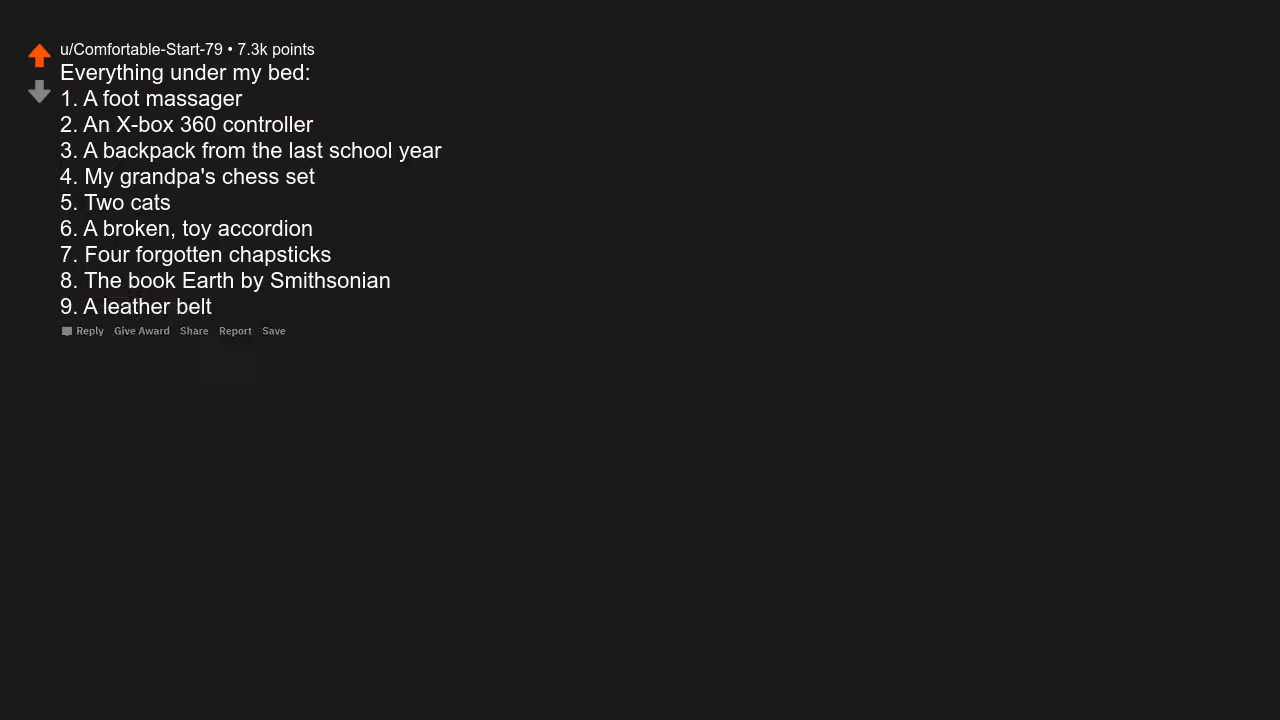 u/Comfortable-Start-79 • 7.3k points
Everything under my bed:
1. A foot massager
2. An X-box 360 controller
3. A backpack from the last school year
4. My grandpa's chess set
5. Two cats
6. A broken, toy accordion
7. Four forgotten chapsticks
8. The book Earth by Smithsonian
9. A leather belt
Reply Give Award Share Report Save